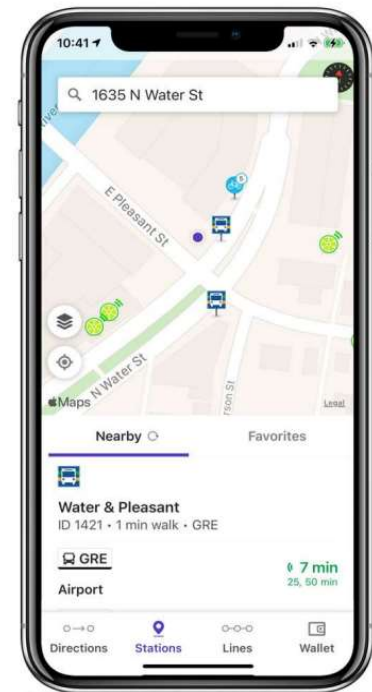 10:41
1635 N Water St
5
E Pleasant St
N Water St
Maps
Legal
Nearby
Favorites
Water & Pleasant
ID 1421 • 1 min walk • GRE
GRE
7 min
Airport
25, 50 min
Directions
Stations
Lines
Wallet